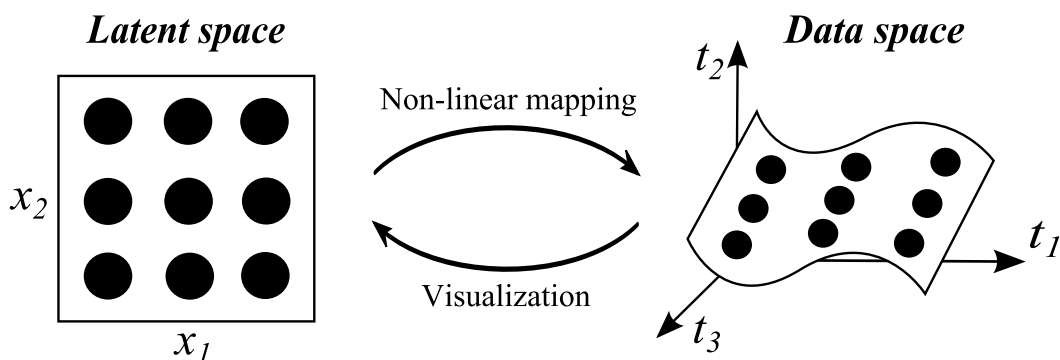 Latent space
Data space
t₂
Non-linear mapping
x₂
t₁
Visualization
t₃
x₁